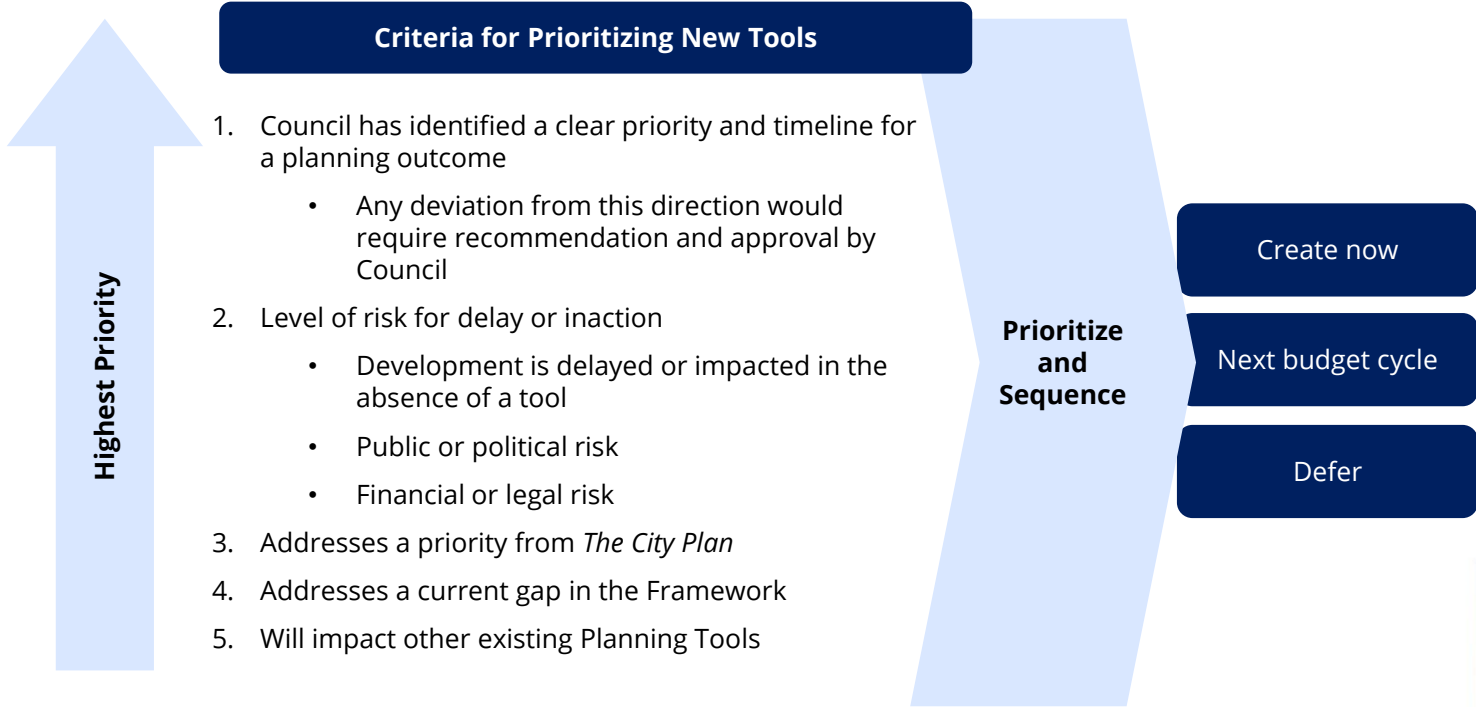 Criteria for Prioritizing New Tools
Highest Priority
1. Council has identified a clear priority and timeline for
a planning outcome
• Any deviation from this direction would
require recommendation and approval by
Council
2. Level of risk for delay or inaction
• Development is delayed or impacted in the
absence of a tool
• Public or political risk
• Financial or legal risk
3. Addresses a priority from The City Plan
4. Addresses a current gap in the Framework
5. Will impact other existing Planning Tools
Prioritize
and
Sequence
Create now
Next budget cycle
Defer